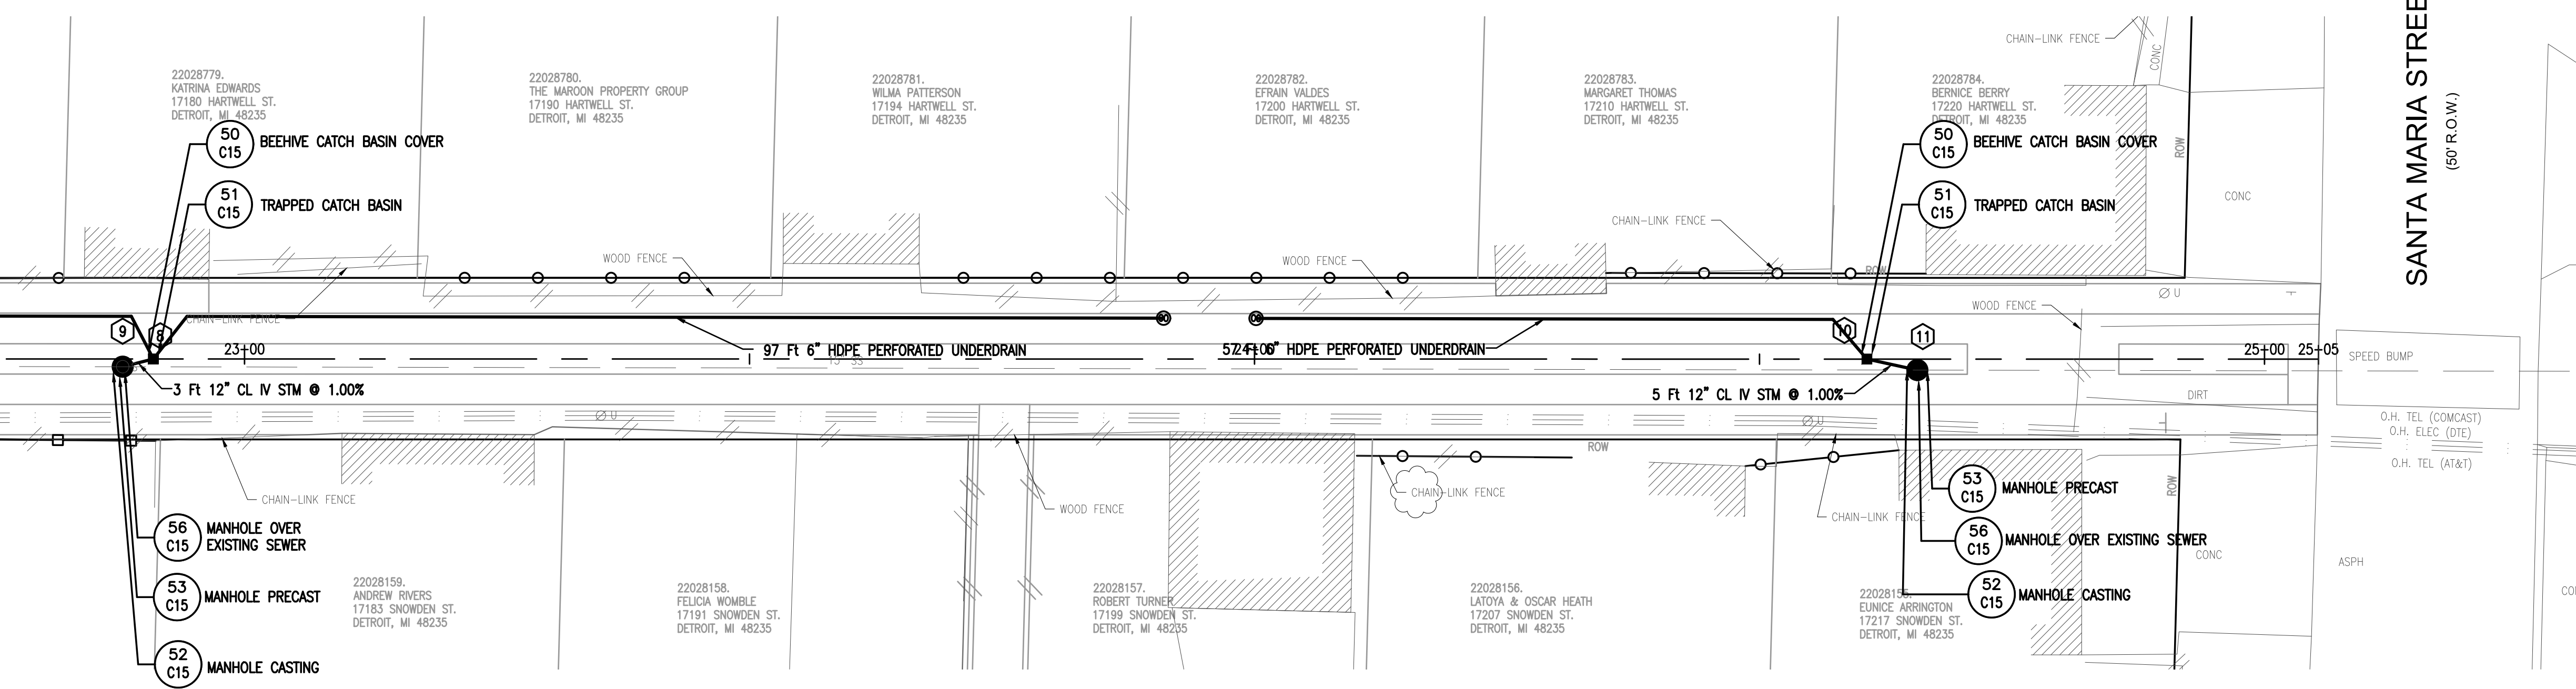 SANTA MARIA STREE
(50' R.O.W.)
CHAIN-LINK FENCE
CONC
22028779.
KATRINA EDWARDS
17180 HARTWELL ST.
DETROIT, MI 48235
22028780.
THE MAROON PROPERTY GROUP
17190 HARTWELL ST.
DETROIT, MI 48235
22028781.
WILMA PATTERSON
17194 HARTWELL ST.
DETROIT, MI 48235
22028782.
EFRAIN VALDES
17200 HARTWELL ST.
DETROIT, MI 48235
22028783.
MARGARET THOMAS
17210 HARTWELL ST.
DETROIT, MI 48235
22028784.
BERNICE BERRY
17220 HARTWELL ST.
DETROIT, MI 48235
50
C15
BEEHIVE CATCH BASIN COVER
51
C15
TRAPPED CATCH BASIN
50
C15
BEEHIVE CATCH BASIN COVER
51
C15
TRAPPED CATCH BASIN
ROW
CONC
CHAIN-LINK FENCE
WOOD FENCE
WOOD FENCE
ROW
CHAIN-LINK FENCE
WOOD FENCE
U
9
8
10
11
23+00
97 Ft 6" HDPE PERFORATED UNDERDRAIN
24+00
57 Ft 6" HDPE PERFORATED UNDERDRAIN
25+00
25+05
SPEED BUMP
3 Ft 12" CL IV STM @ 1.00%
5 Ft 12" CL IV STM @ 1.00%
DIRT
U
U
O.H. TEL (COMCAST)
O.H. ELEC (DTE)
O.H. TEL (AT&T)
ROW
CHAIN-LINK FENCE
WOOD FENCE
CHAIN-LINK FENCE
CHAIN-LINK FENCE
ROW
56
C15
MANHOLE OVER
EXISTING SEWER
53
C15
MANHOLE PRECAST
52
C15
MANHOLE CASTING
53
C15
MANHOLE PRECAST
56
C15
MANHOLE OVER EXISTING SEWER
52
C15
MANHOLE CASTING
CONC
ASPH
22028159.
ANDREW RIVERS
17183 SNOWDEN ST.
DETROIT, MI 48235
22028158.
FELICIA WOMBLE
17191 SNOWDEN ST.
DETROIT, MI 48235
22028157.
ROBERT TURNER
17199 SNOWDEN ST.
DETROIT, MI 48235
22028156.
LATOYA & OSCAR HEATH
17207 SNOWDEN ST.
DETROIT, MI 48235
22028155.
EUNICE ARRINGTON
17217 SNOWDEN ST.
DETROIT, MI 48235